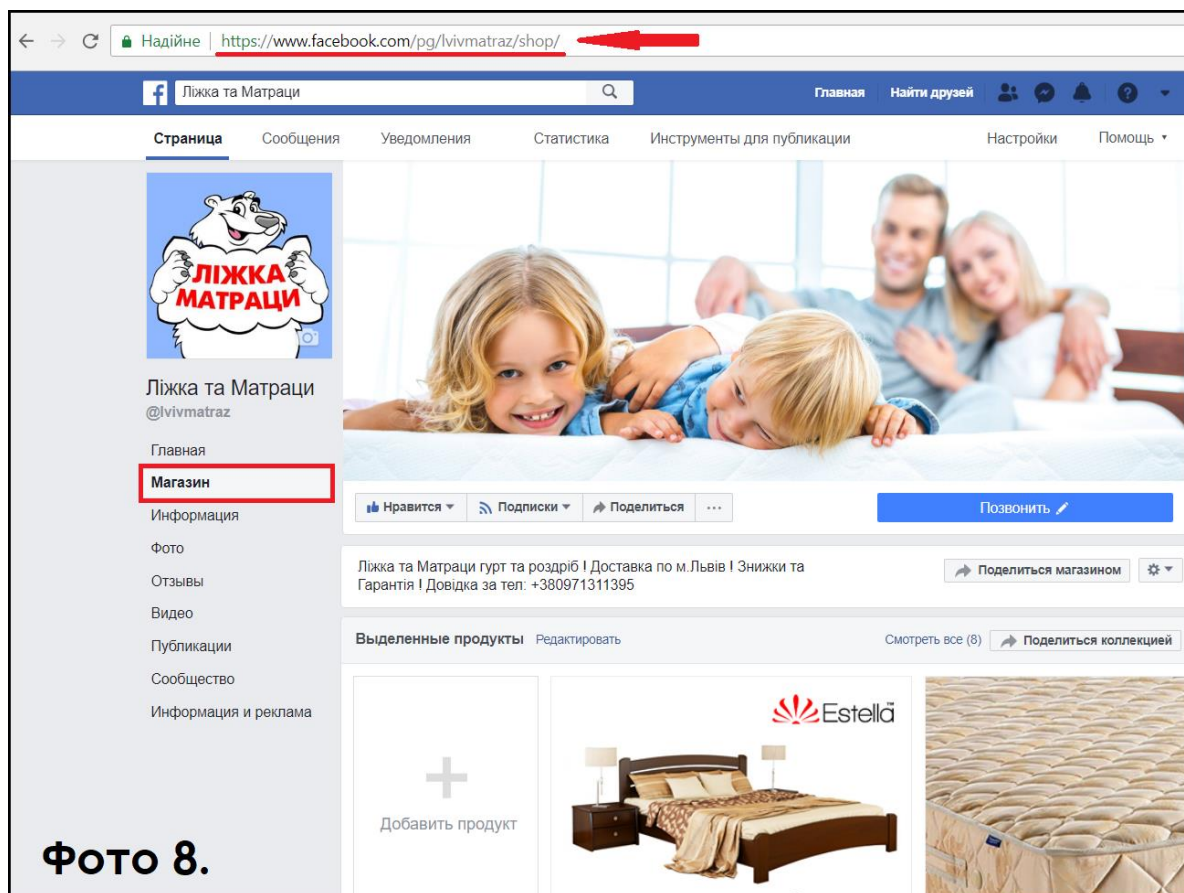 Надійне | https://www.facebook.com/pg/lvivmatraz/shop/
f Ліжка та Матраци
Главная Найти друзей
Страница Сообщения Уведомления Статистика Инструменты для публикации Настройки Помощь
ЛІЖКА
МАТРАЦИ
Ліжка та Матраци
@lvivmatraz
Главная
Магазин
Информация
Фото
Отзывы
Видео
Публикации
Сообщество
Информация и реклама
Нравится Подписки Поделиться ... Позвонить
Ліжка та Матраци гурт та роздріб ! Доставка по м.Львів ! Знижки та
Гарантія ! Довідка за тел: +380971311395
Поделиться магазином
Выделенные продукты Редактировать Смотреть все (8) Поделиться коллекцией
Добавить продукт
Estella™
Фото 8.